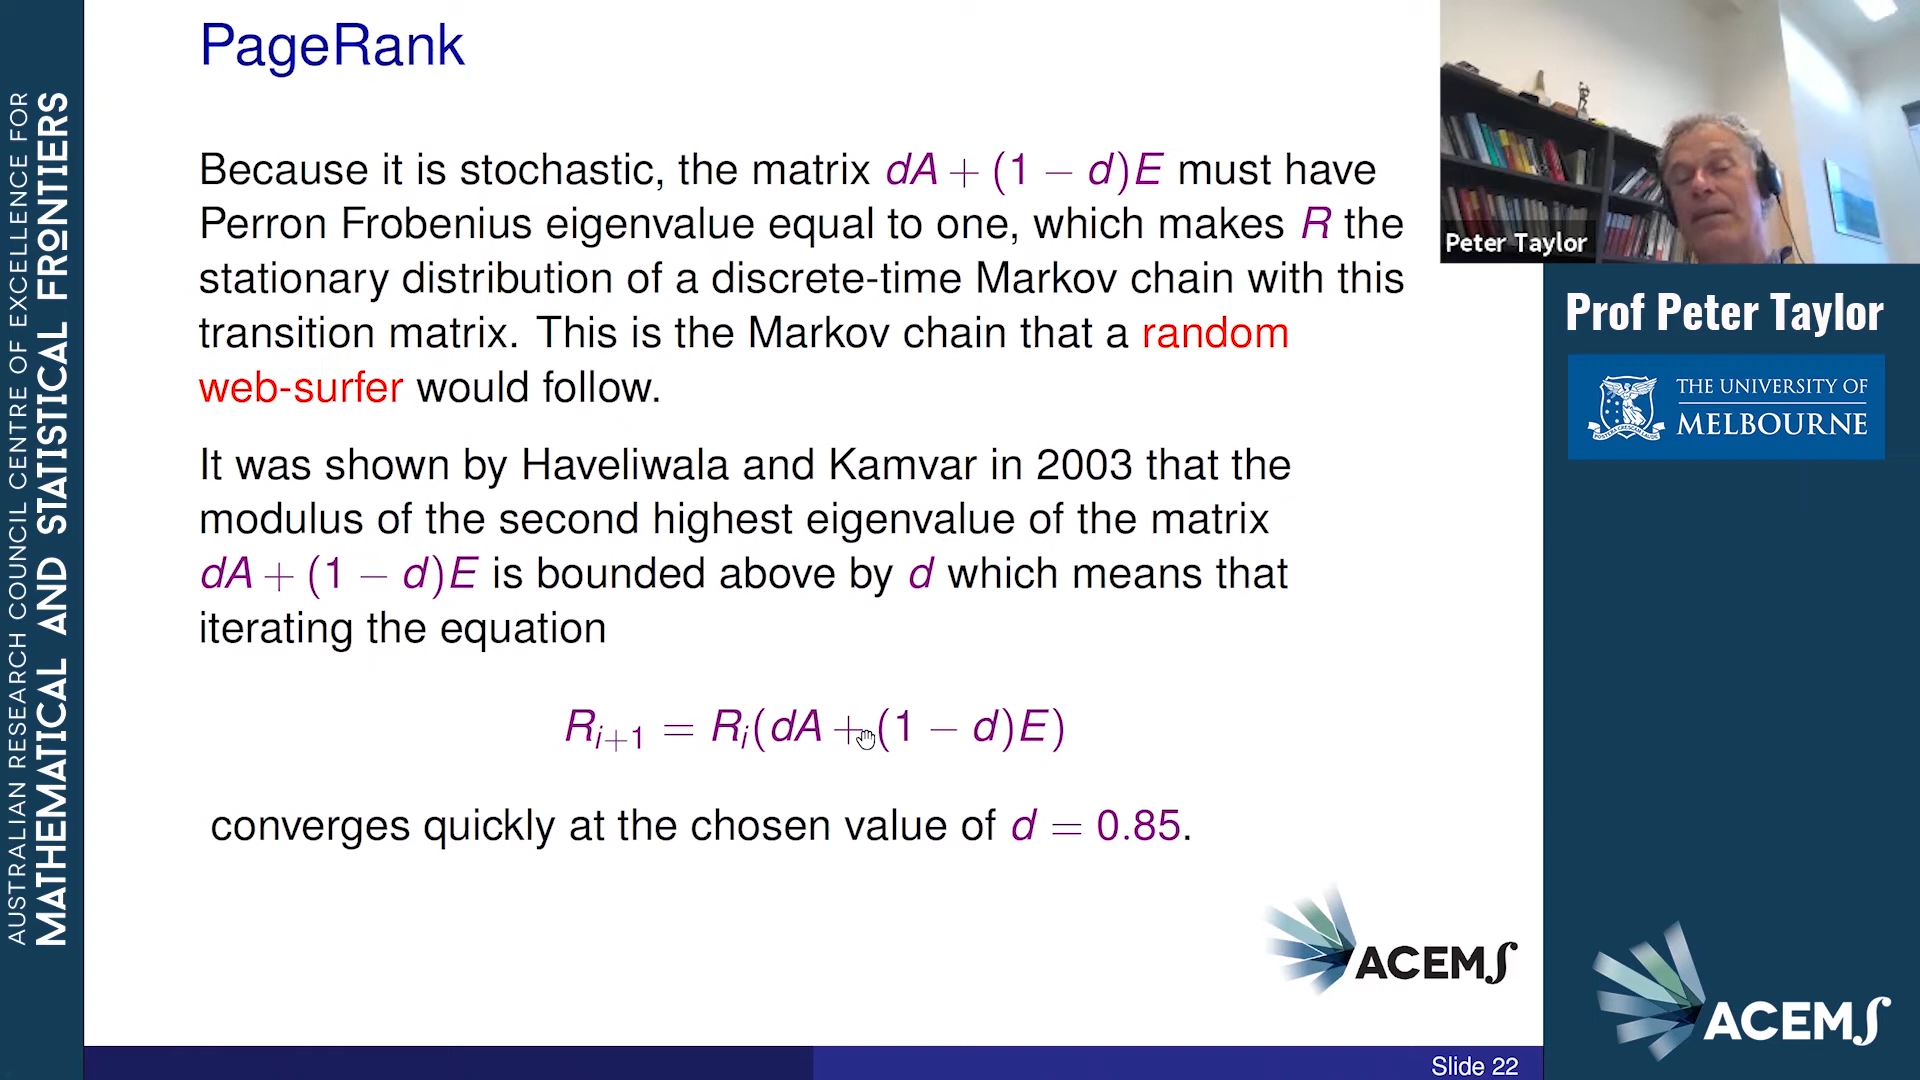 AUSTRALIAN RESEARCH COUNCIL CENTRE OF EXCELLENCE FOR
MATHEMATICAL AND STATISTICAL FRONTIERS
PageRank
Because it is stochastic, the matrix dA + (1 − d)E must have
Perron Frobenius eigenvalue equal to one, which makes R the
stationary distribution of a discrete-time Markov chain with this
transition matrix. This is the Markov chain that a random
web-surfer would follow.
It was shown by Haveliwala and Kamvar in 2003 that the
modulus of the second highest eigenvalue of the matrix
dA + (1 − d)E is bounded above by d which means that
iterating the equation
R_{i+1} = R_i(dA + (1 − d)E)
converges quickly at the chosen value of d = 0.85.
ACEMS
Slide 22
Peter Taylor
Prof Peter Taylor
THE UNIVERSITY OF
MELBOURNE
ACEMS